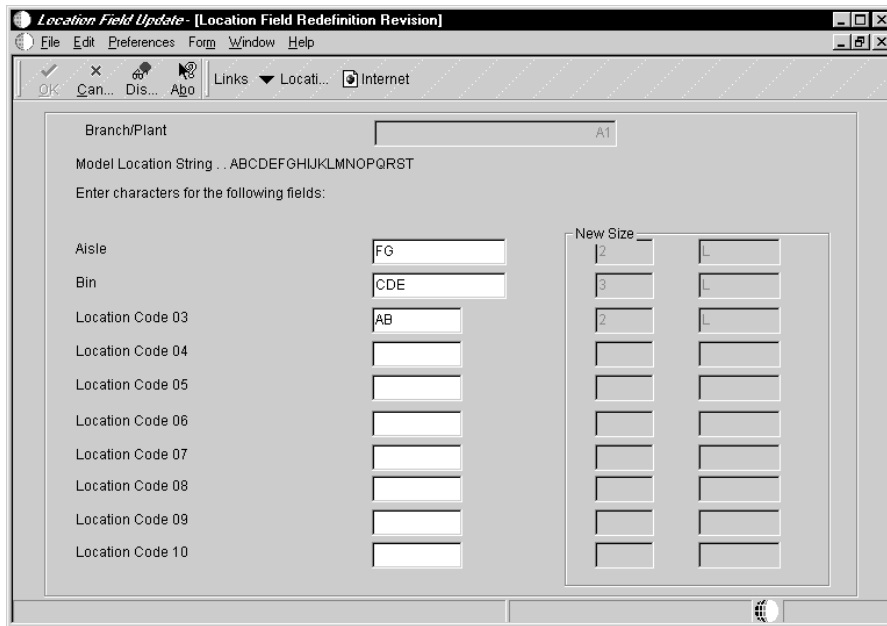 Location Field Update - [Location Field Redefinition Revision]
File Edit Preferences Form Window Help
OK Can... Dis... Abo Links Locati... Internet
Branch/Plant A1
Model Location String . . ABCDEFGHIJKLMNOPQRST
Enter characters for the following fields:
New Size
Aisle FG 2 L
Bin CDE 3 L
Location Code 03 AB 2 L
Location Code 04
Location Code 05
Location Code 06
Location Code 07
Location Code 08
Location Code 09
Location Code 10